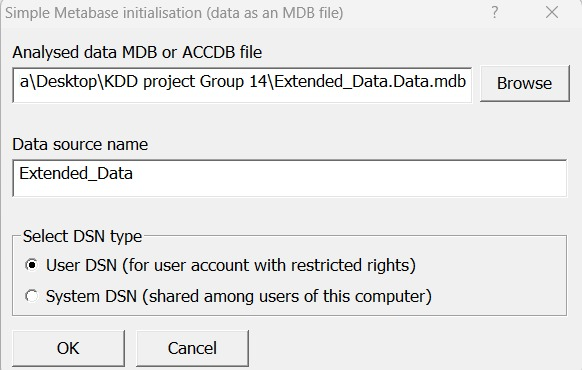 Simple Metabase initialisation (data as an MDB file) ? ×
Analysed data MDB or ACCDB file
a\Desktop\KDD project Group 14\Extended_Data.Data.mdb Browse
Data source name
Extended_Data
Select DSN type
User DSN (for user account with restricted rights)
System DSN (shared among users of this computer)
OK Cancel